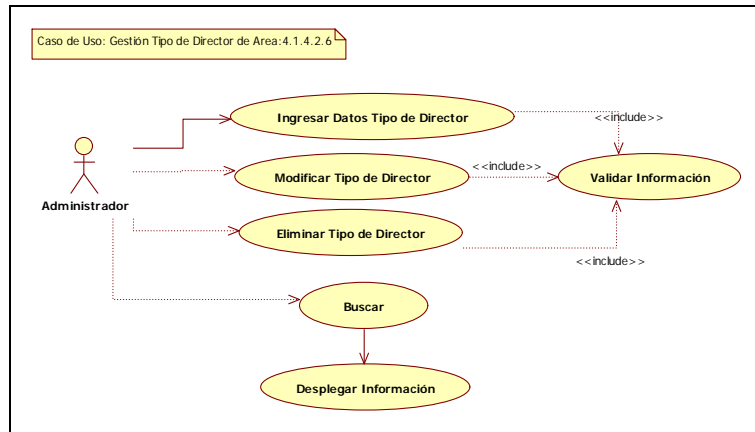 Caso de Uso: Gestión Tipo de Director de Area:4.1.4.2.6
Ingresar Datos Tipo de Director
<<include>>
<<include>>
Modificar Tipo de Director
Validar Información
Administrador
Eliminar Tipo de Director
<<include>>
Buscar
Desplegar Información